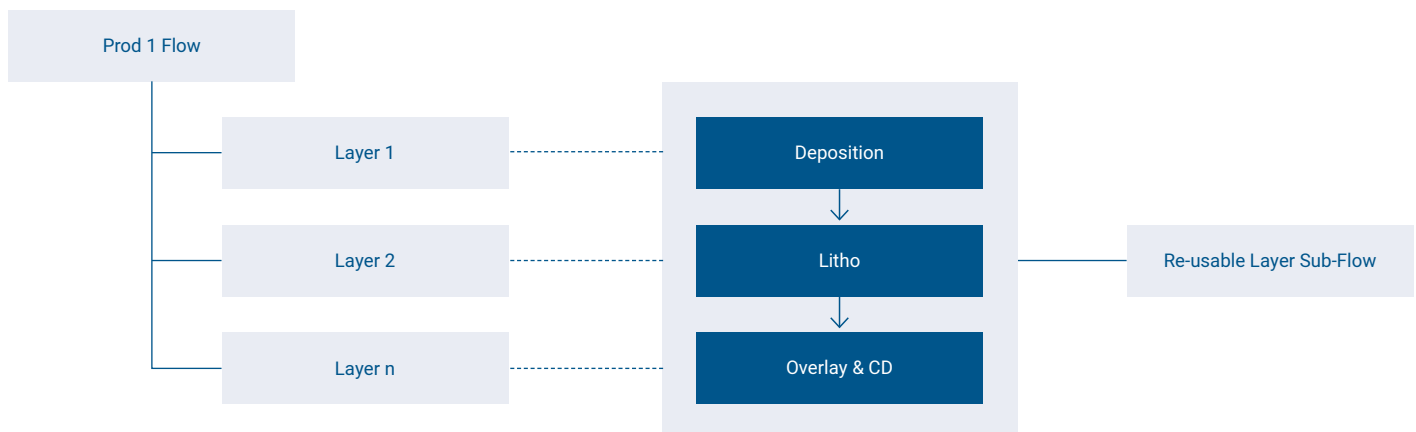 Prod 1 Flow
Layer 1
Deposition
Layer 2
Litho
Re-usable Layer Sub-Flow
Layer n
Overlay & CD